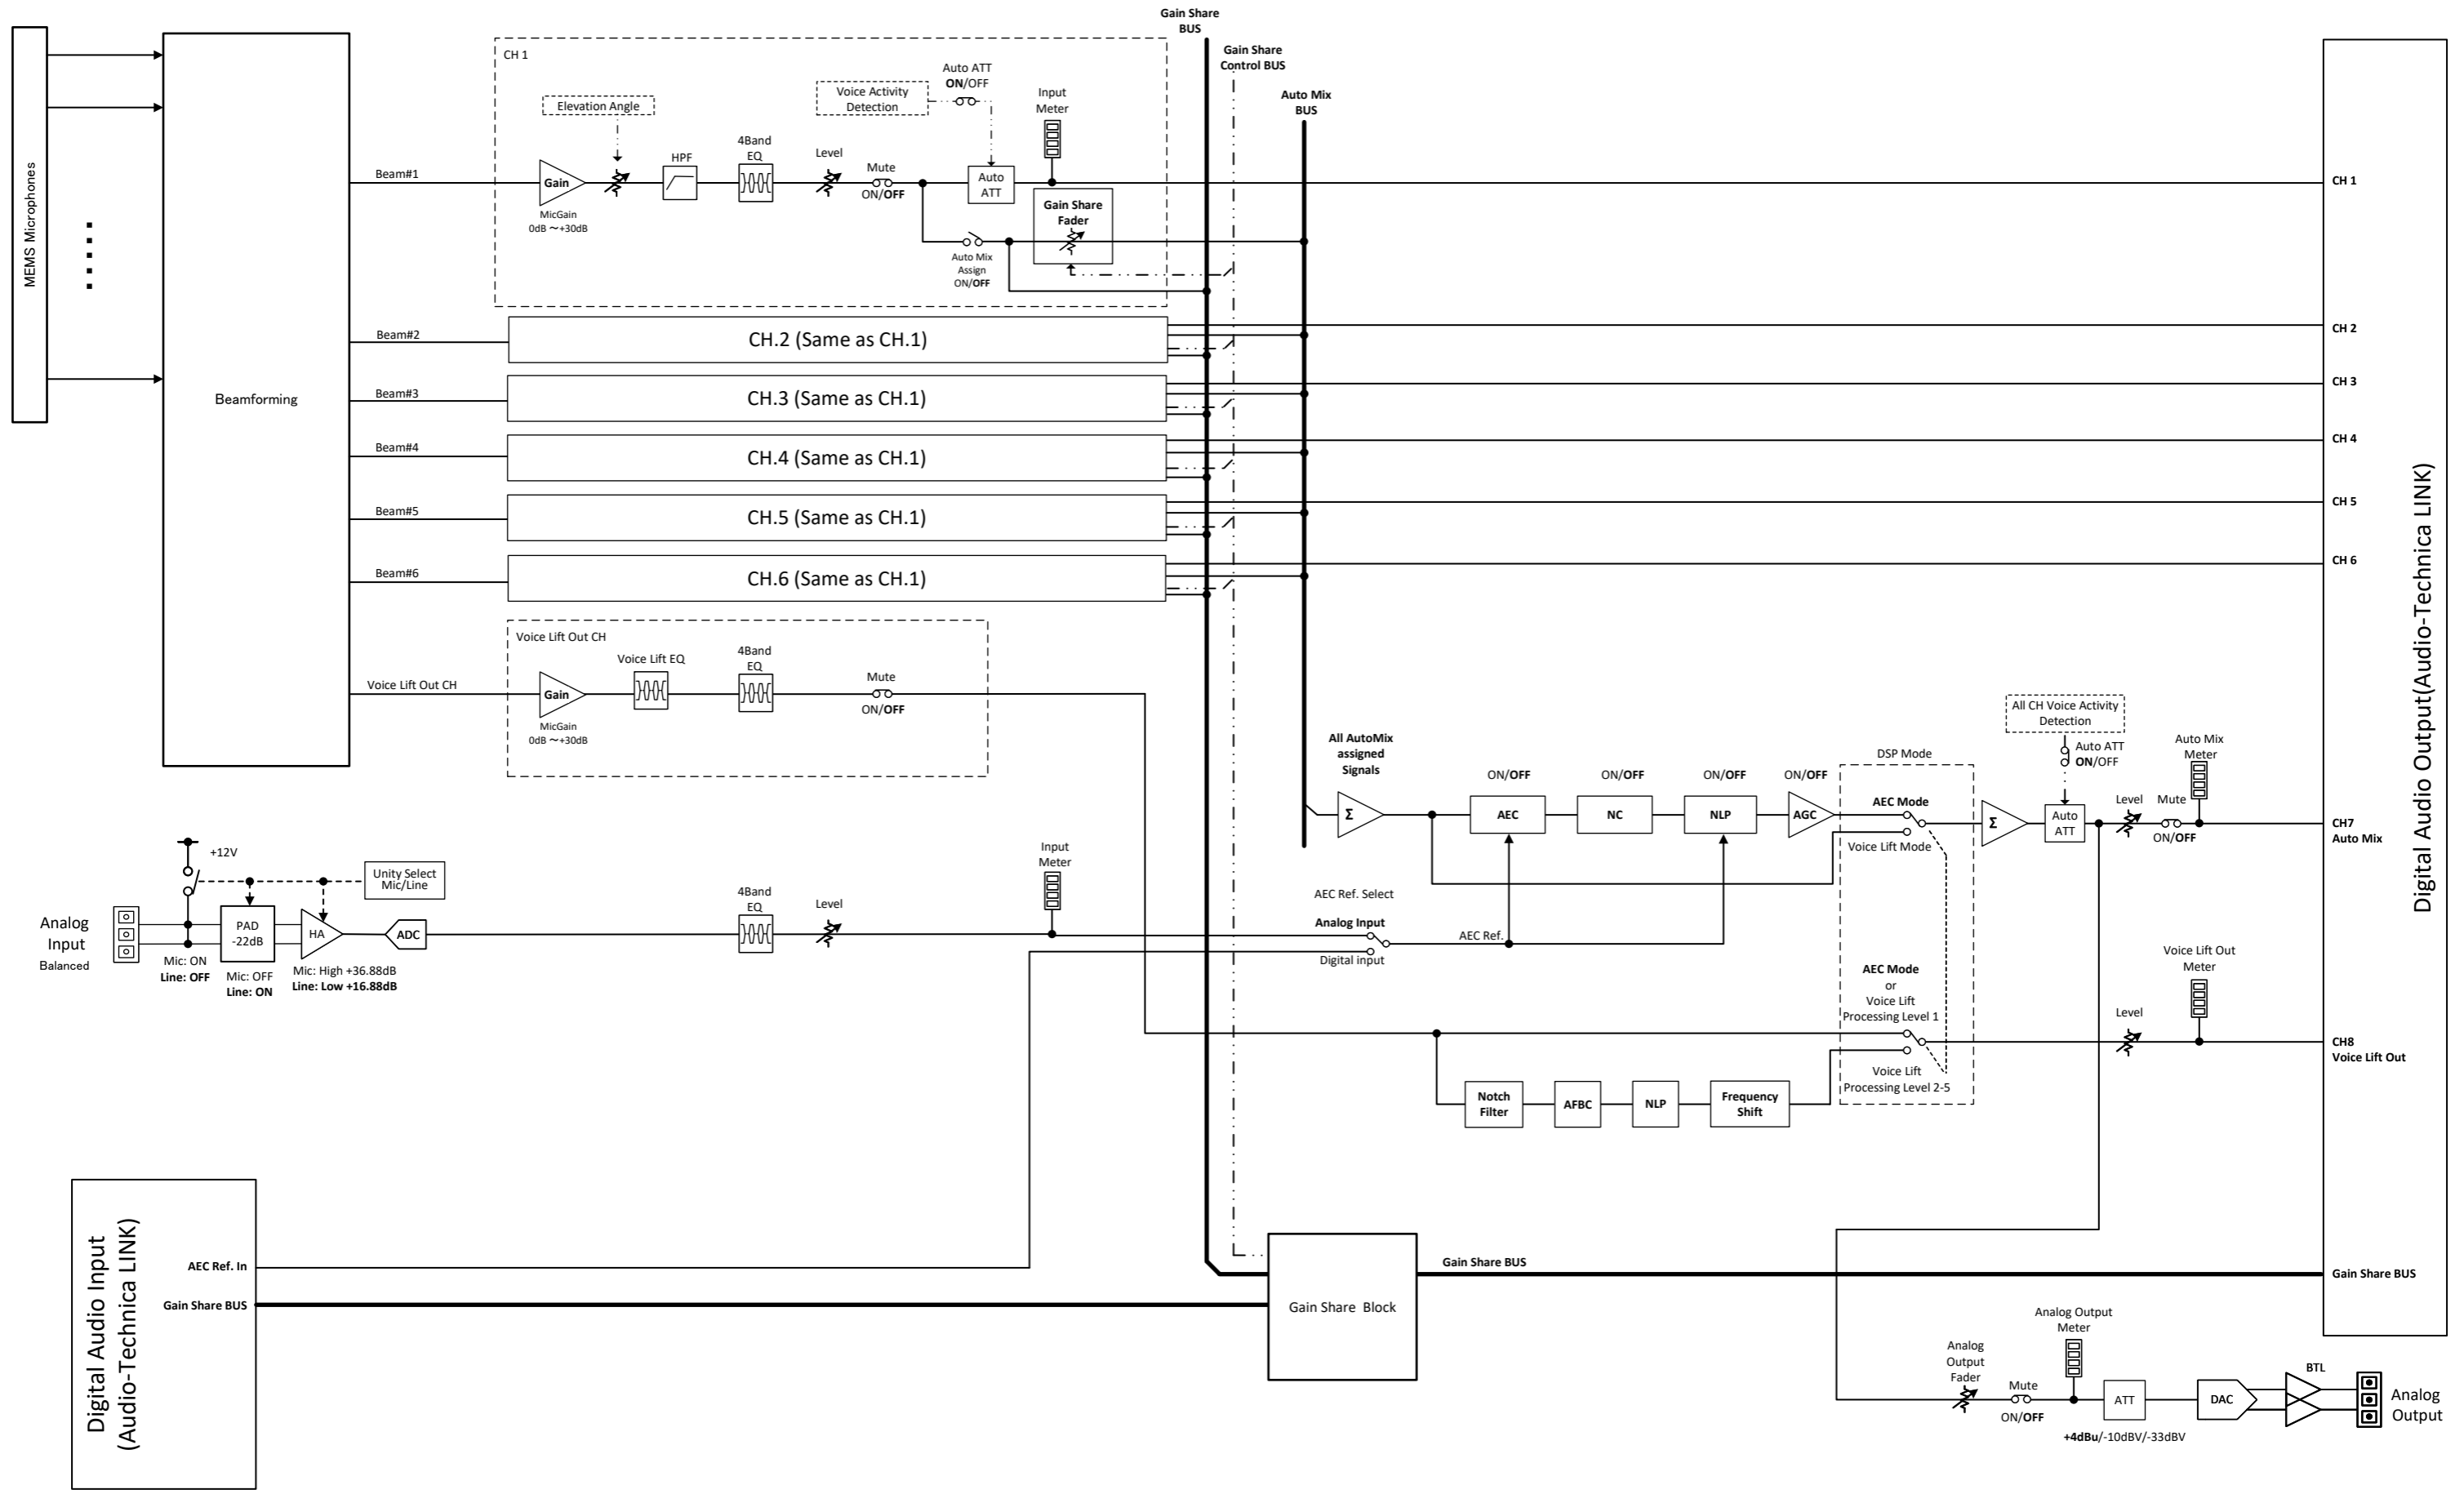 Gain Share
BUS
Gain Share
Control BUS
Auto Mix
BUS
MEMS Microphones
Beamforming
CH 1
Elevation Angle
Voice Activity
Detection
Auto ATT
ON/OFF
Input
Meter
Beam#1
Gain
MicGain
0dB ～+30dB
HPF
4Band
EQ
Level
Mute
ON/OFF
Auto
ATT
Gain Share
Fader
Auto Mix
Assign
ON/OFF
CH 1
Beam#2
CH.2 (Same as CH.1)
CH 2
Beam#3
CH.3 (Same as CH.1)
CH 3
Beam#4
CH.4 (Same as CH.1)
CH 4
Beam#5
CH.5 (Same as CH.1)
CH 5
Beam#6
CH.6 (Same as CH.1)
CH 6
Digital Audio Output(Audio-Technica LINK)
Voice Lift Out CH
Voice Lift Out CH
Gain
MicGain
0dB ～+30dB
Voice Lift EQ
4Band
EQ
Mute
ON/OFF
All AutoMix
assigned
Signals
Σ
ON/OFF
AEC
ON/OFF
NC
ON/OFF
NLP
ON/OFF
AGC
DSP Mode
AEC Mode
Voice Lift Mode
Σ
All CH Voice Activity
Detection
Auto ATT
ON/OFF
Auto
ATT
Level
Mute
ON/OFF
Auto Mix
Meter
CH7
Auto Mix
+12V
Unity Select
Mic/Line
Analog
Input
Balanced
PAD
-22dB
HA
ADC
Mic: ON
Line: OFF
Mic: OFF
Line: ON
Mic: High +36.88dB
Line: Low +16.88dB
4Band
EQ
Level
Input
Meter
AEC Ref. Select
Analog Input
Digital input
AEC Ref.
AEC Mode
or
Voice Lift
Processing Level 1
Voice Lift
Processing Level 2-5
Notch
Filter
AFBC
NLP
Frequency
Shift
Level
Voice Lift Out
Meter
CH8
Voice Lift Out
Digital Audio Input
(Audio-Technica LINK)
AEC Ref. In
Gain Share BUS
Gain Share Block
Gain Share BUS
Gain Share BUS
Analog
Output
Fader
Mute
ON/OFF
Analog Output
Meter
ATT
+4dBu/-10dBV/-33dBV
DAC
BTL
Analog
Output